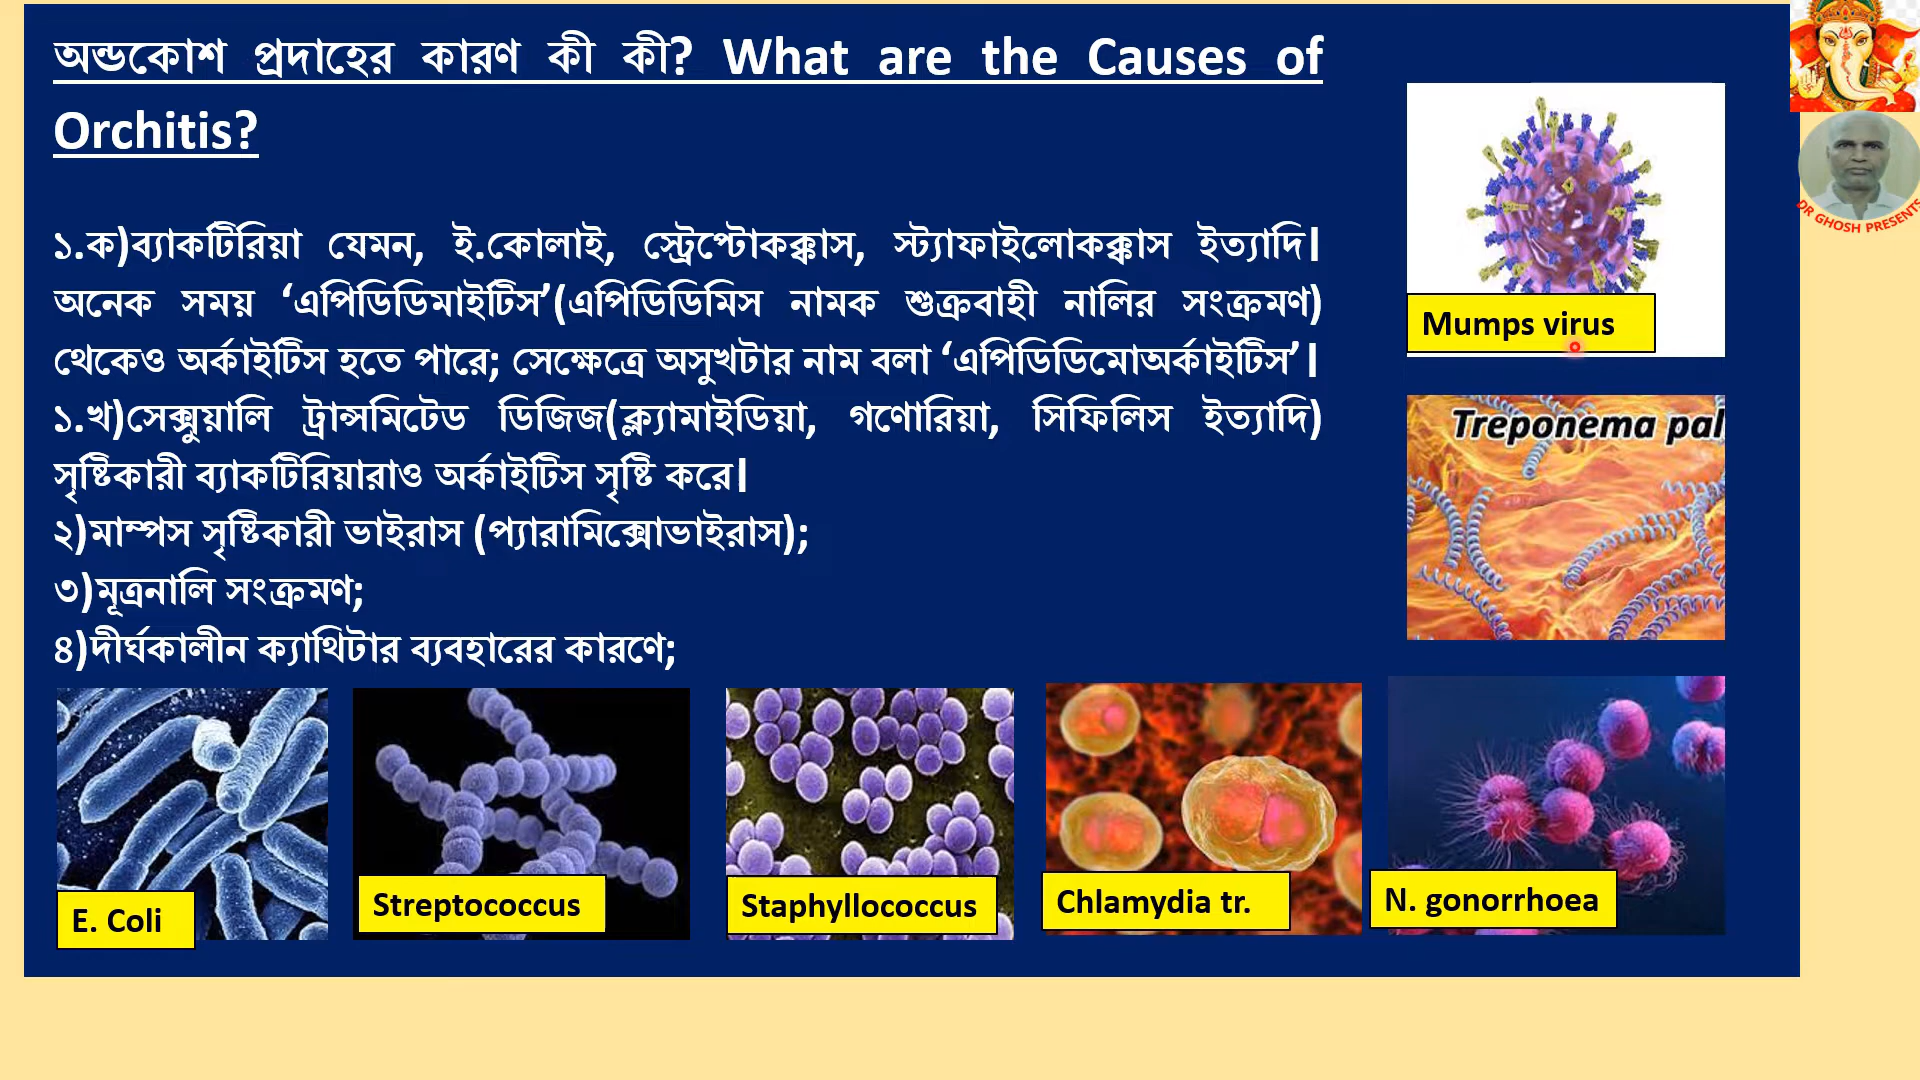 অন্ডকোশ প্রদাহের কারণ কী কী? What are the Causes of
Orchitis?
১.ক)ব্যাকটিরিয়া যেমন, ই.কোলাই, স্ট্রেপ্টোকক্কাস, স্ট্যাফাইলোকক্কাস ইত্যাদি।
অনেক সময় ‘এপিডিডিমাইটিস’(এপিডিডিমিস নামক শুক্রবাহী নালির সংক্রমণ)
থেকেও অর্কাইটিস হতে পারে; সেক্ষেত্রে অসুখটার নাম বলা ‘এপিডিডিমোঅর্কাইটিস’।
১.খ)সেক্সুয়ালি ট্রান্সমিটেড ডিজিজ(ক্ল্যামাইডিয়া, গণোরিয়া, সিফিলিস ইত্যাদি)
সৃষ্টিকারী ব্যাকটিরিয়ারাও অর্কাইটিস সৃষ্টি করে।
২)মাম্পস সৃষ্টিকারী ভাইরাস (প্যারামিক্সোভাইরাস);
৩)মূত্রনালি সংক্রমণ;
৪)দীর্ঘকালীন ক্যাথিটার ব্যবহারের কারণে;
Mumps virus
Treponema pal
E. Coli
Streptococcus
Staphyllococcus
Chlamydia tr.
N. gonorrhoea
DR GHOSH PRESENTS